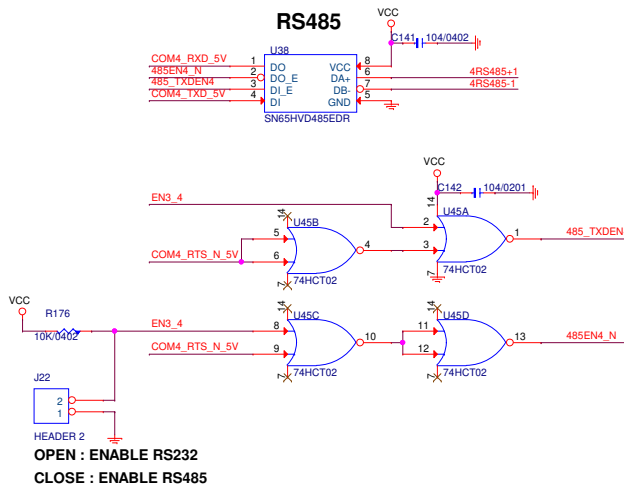 RS485
VCC
C141 104/0402
U38
COM4_RXD_5V 1 DO VCC 8
485EN4_N 2 DO_E DA+ 6 4RS485+1
485_TXDEN4 3 DI_E DB- 7 4RS485-1
COM4_TXD_5V 4 DI GND 5
SN65HVD485EDR
VCC
C142 104/0201
EN3_4
14 U45B
14 U45A
2 1 485_TXDEN
5 4 3
COM4_RTS_N_5V 6
7 74HCT02
7 74HCT02
VCC
R176
10K/0402
14 U45C
14 U45D
EN3_4 8 10 11 13 485EN4_N
COM4_RTS_N_5V 9 12
7 74HCT02
7 74HCT02
J22
2
1
HEADER 2
OPEN : ENABLE RS232
CLOSE : ENABLE RS485